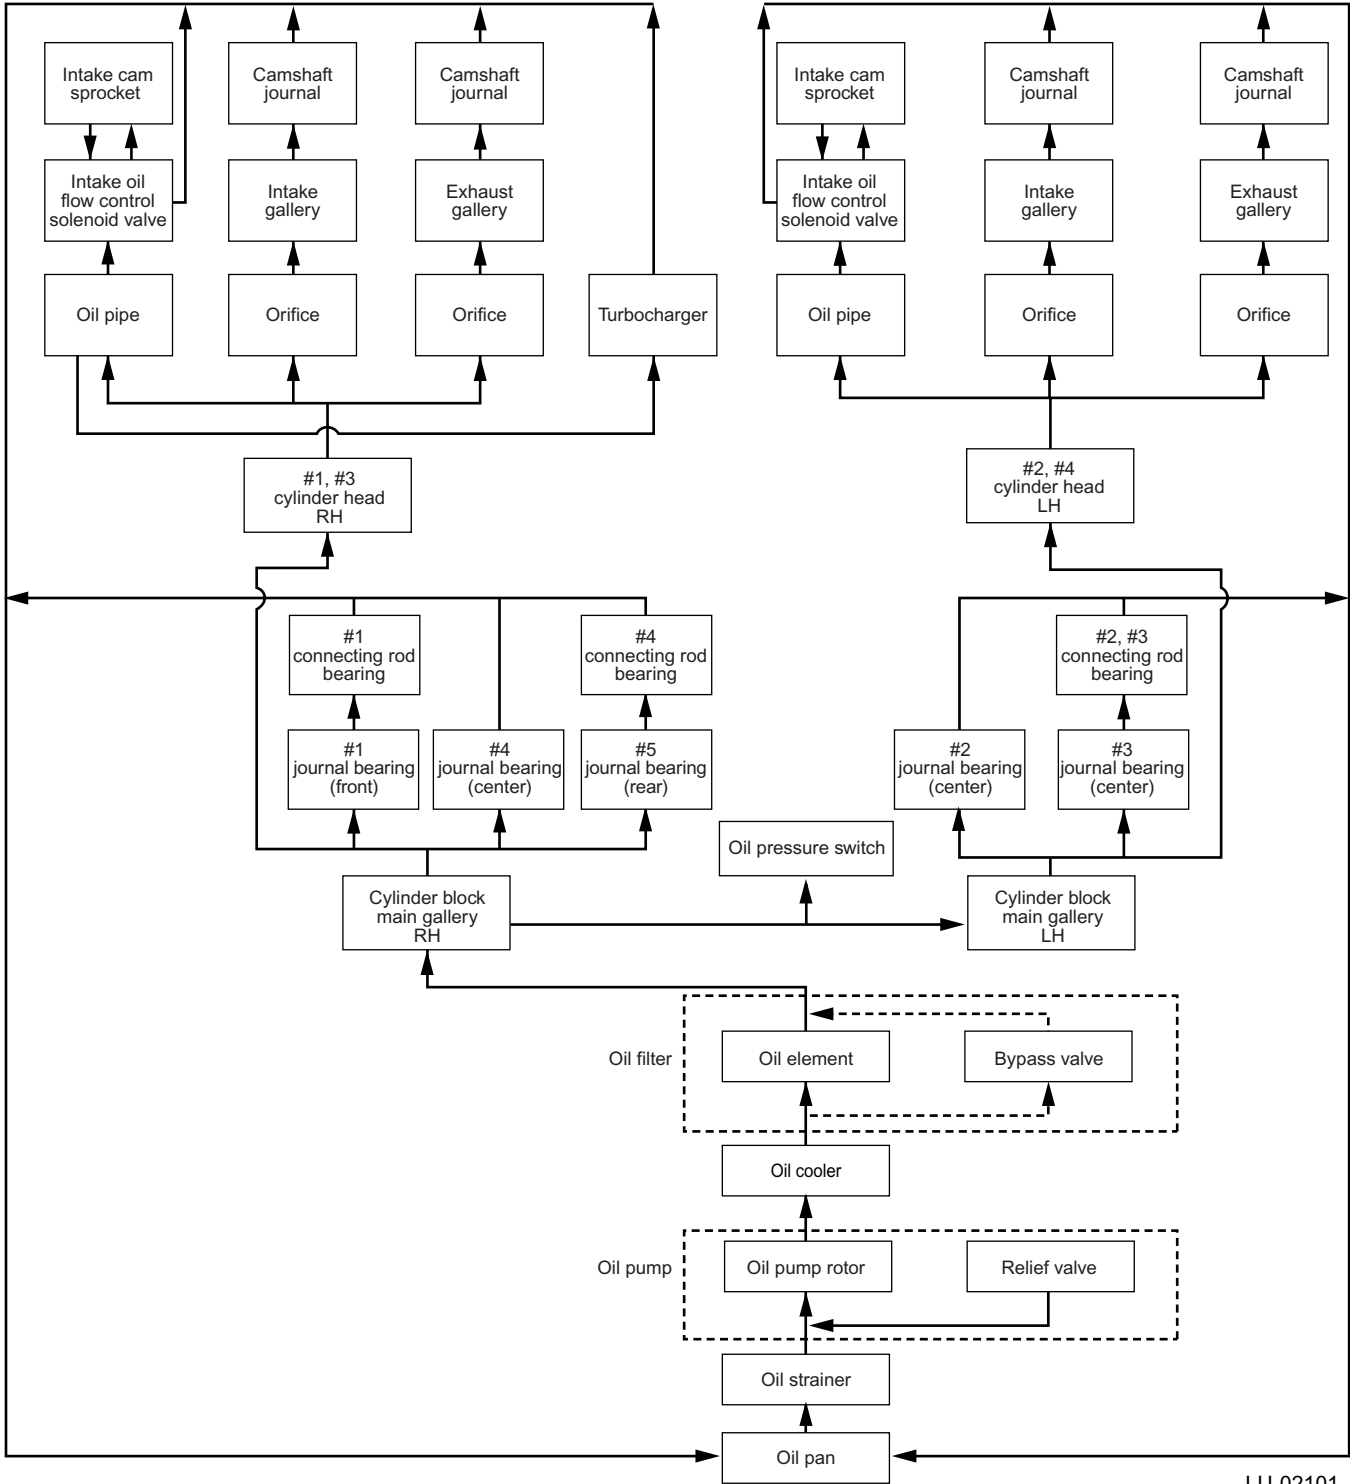 Intake cam
sprocket
Camshaft
journal
Camshaft
journal
Intake cam
sprocket
Camshaft
journal
Camshaft
journal
Intake oil
flow control
solenoid valve
Intake
gallery
Exhaust
gallery
Intake oil
flow control
solenoid valve
Intake
gallery
Exhaust
gallery
Oil pipe
Orifice
Orifice
Turbocharger
Oil pipe
Orifice
Orifice
#1, #3
cylinder head
RH
#2, #4
cylinder head
LH
#1
connecting rod
bearing
#4
connecting rod
bearing
#2, #3
connecting rod
bearing
#1
journal bearing
(front)
#4
journal bearing
(center)
#5
journal bearing
(rear)
#2
journal bearing
(center)
#3
journal bearing
(center)
Oil pressure switch
Cylinder block
main gallery
RH
Cylinder block
main gallery
LH
Oil filter
Oil element
Bypass valve
Oil cooler
Oil pump
Oil pump rotor
Relief valve
Oil strainer
Oil pan
LU-02101